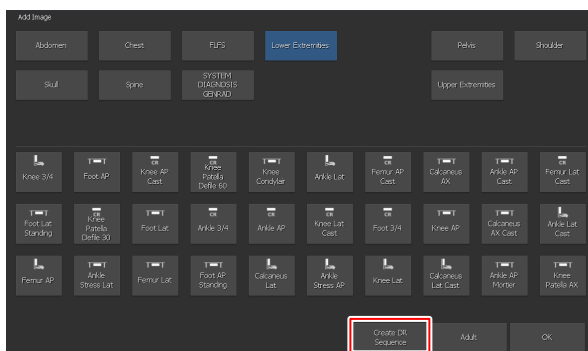 Add Image
Abdomen
Chest
FLFS
Lower Extremities
Pelvis
Shoulder
Skull
Spine
SYSTEM
DIAGNOSIS
GENRAD
Upper Extremities
Knee 3/4
Foot AP
CR
Knee AP
Cast
CR
Knee
Patella
Defile 60
Knee
Condylair
Ankle Lat
CR
Femur AP
Cast
Calcaneus
AX
Ankle AP
Cast
CR
Femur Lat
Cast
Foot Lat
Standing
CR
Knee
Patella
Defile 30
Foot Lat
CR
Ankle 3/4
CR
Ankle AP
CR
Knee Lat
Cast
CR
Foot 3/4
Knee AP
Calcaneus
AX Cast
Ankle Lat
Cast
Femur AP
Ankle
Stress Lat
Femur Lat
Foot AP
Standing
Calcaneus
Lat
Ankle
Stress AP
Knee Lat
Calcaneus
Lat Cast
Ankle AP
Mortier
Knee
Patella AX
Create DR
Sequence
Adult
OK